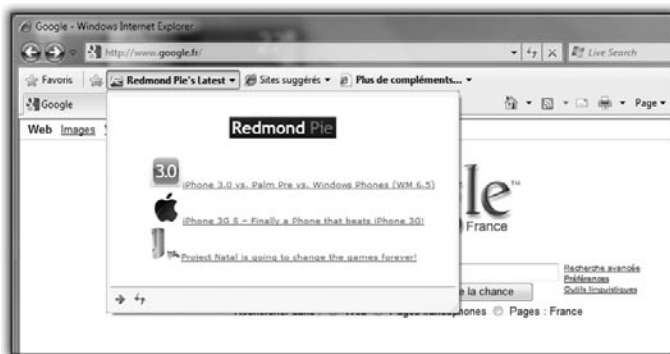 Google - Windows Internet Explorer
http://www.google.fr/
Live Search
Favoris Redmond Pie's Latest Sites suggérés Plus de compléments...
Google Page
Web Images
Redmond Pie
3.0 iPhone 3.0 vs. Palm Pre vs. Windows Phones (WM 6.5)
iPhone 3G S – Finally a Phone that beats iPhone 3G!
Project Natal is going to change the games forever!
le™
France
Recherche avancée
Préférences
Outils linguistiques
la chance
Pages : France